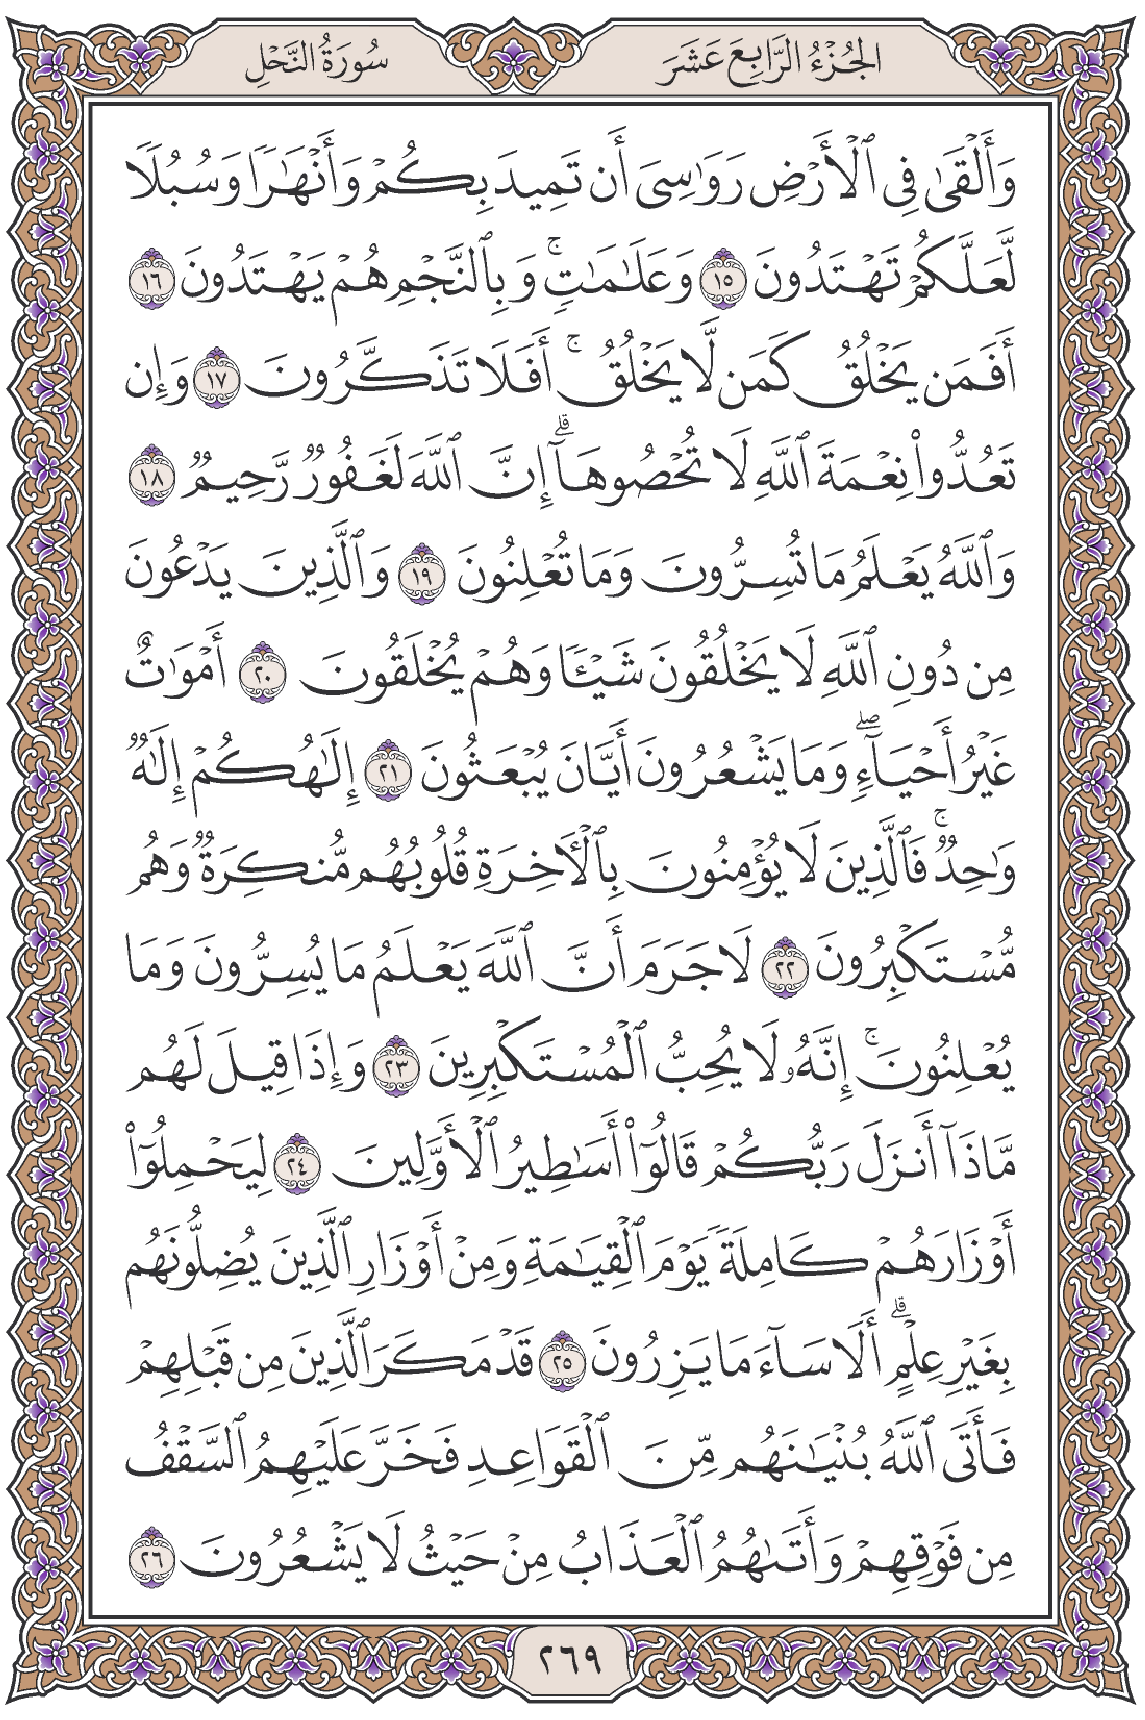 الجُزْءُ الرَّابِعَ عَشَرَ
سُورَةُ النَّحْلِ
وَأَلْقَىٰ فِي ٱلْأَرْضِ رَوَٰسِىَ أَن تَمِيدَ بِكُمْ وَأَنْهَٰرًا وَسُبُلًا
لَّعَلَّكُمْ تَهْتَدُونَ ١٥ وَعَلَٰمَٰتٍ ۚ وَبِٱلنَّجْمِ هُمْ يَهْتَدُونَ ١٦
أَفَمَن يَخْلُقُ كَمَن لَّا يَخْلُقُ ۚ أَفَلَا تَذَكَّرُونَ ١٧ وَإِن
تَعُدُّوا۟ نِعْمَةَ ٱللَّهِ لَا تُحْصُوهَآ ۗ إِنَّ ٱللَّهَ لَغَفُورٌ رَّحِيمٌ ١٨
وَٱللَّهُ يَعْلَمُ مَا تُسِرُّونَ وَمَا تُعْلِنُونَ ١٩ وَٱلَّذِينَ يَدْعُونَ
مِن دُونِ ٱللَّهِ لَا يَخْلُقُونَ شَيْـًٔا وَهُمْ يُخْلَقُونَ ٢٠ أَمْوَٰتٌ
غَيْرُ أَحْيَآءٍ ۖ وَمَا يَشْعُرُونَ أَيَّانَ يُبْعَثُونَ ٢١ إِلَٰهُكُمْ إِلَٰهٌ
وَٰحِدٌ ۚ فَٱلَّذِينَ لَا يُؤْمِنُونَ بِٱلْـَٔاخِرَةِ قُلُوبُهُم مُّنكِرَةٌ وَهُم
مُّسْتَكْبِرُونَ ٢٢ لَا جَرَمَ أَنَّ ٱللَّهَ يَعْلَمُ مَا يُسِرُّونَ وَمَا
يُعْلِنُونَ ۚ إِنَّهُۥ لَا يُحِبُّ ٱلْمُسْتَكْبِرِينَ ٢٣ وَإِذَا قِيلَ لَهُم
مَّاذَآ أَنزَلَ رَبُّكُمْ قَالُوٓا۟ أَسَٰطِيرُ ٱلْأَوَّلِينَ ٢٤ لِيَحْمِلُوٓا۟
أَوْزَارَهُمْ كَامِلَةً يَوْمَ ٱلْقِيَٰمَةِ وَمِنْ أَوْزَارِ ٱلَّذِينَ يُضِلُّونَهُم
بِغَيْرِ عِلْمٍ ۗ أَلَا سَآءَ مَا يَزِرُونَ ٢٥ قَدْ مَكَرَ ٱلَّذِينَ مِن قَبْلِهِمْ
فَأَتَى ٱللَّهُ بُنْيَٰنَهُم مِّنَ ٱلْقَوَاعِدِ فَخَرَّ عَلَيْهِمُ ٱلسَّقْفُ
مِن فَوْقِهِمْ وَأَتَىٰهُمُ ٱلْعَذَابُ مِنْ حَيْثُ لَا يَشْعُرُونَ ٢٦
٢٦٩